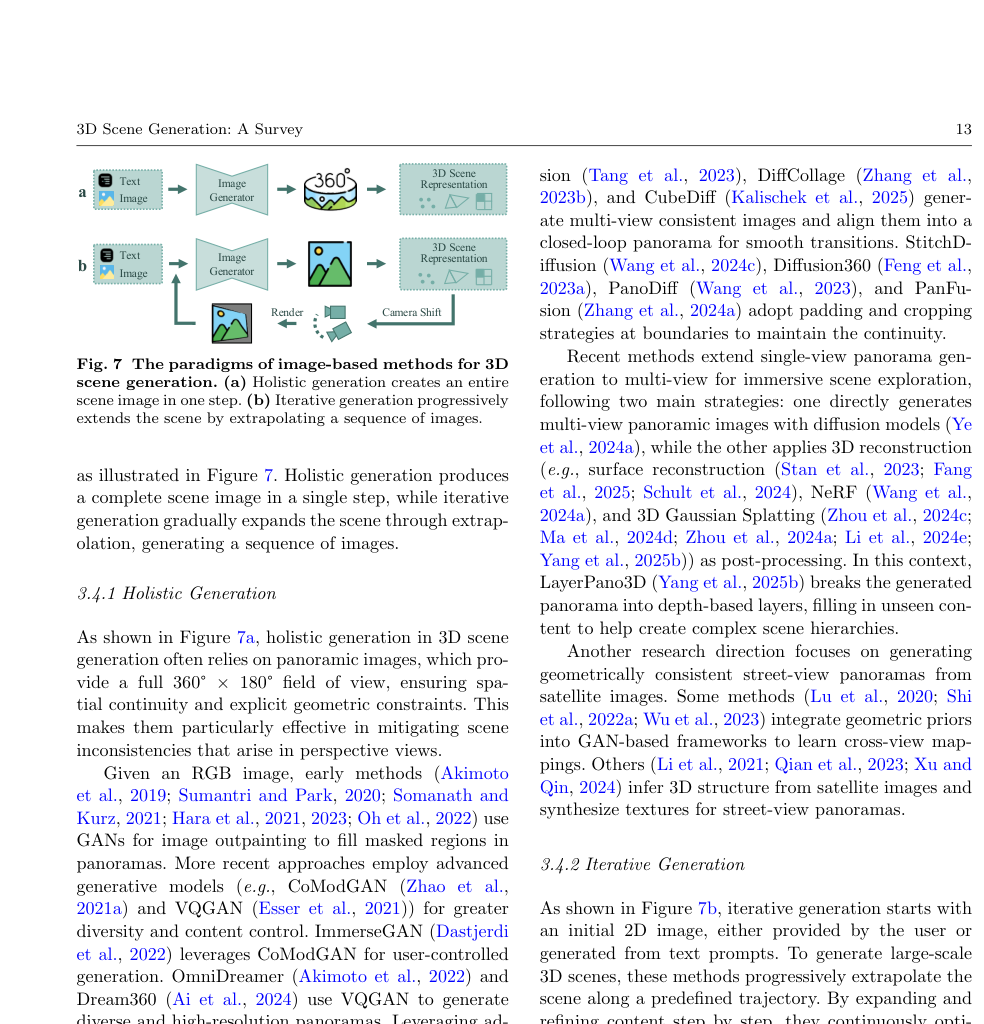 3D Scene Generation: A Survey
13
a
Text
Image
Image
Generator
360°
3D Scene
Representation
b
Text
Image
Image
Generator
3D Scene
Representation
Render
Camera Shift
Fig. 7 The paradigms of image-based methods for 3D
scene generation. (a) Holistic generation creates an entire
scene image in one step. (b) Iterative generation progressively
extends the scene by extrapolating a sequence of images.
as illustrated in Figure 7. Holistic generation produces
a complete scene image in a single step, while iterative
generation gradually expands the scene through extrap-
olation, generating a sequence of images.
3.4.1 Holistic Generation
As shown in Figure 7a, holistic generation in 3D scene
generation often relies on panoramic images, which pro-
vide a full 360° × 180° field of view, ensuring spa-
tial continuity and explicit geometric constraints. This
makes them particularly effective in mitigating scene
inconsistencies that arise in perspective views.
Given an RGB image, early methods (Akimoto
et al., 2019; Sumantri and Park, 2020; Somanath and
Kurz, 2021; Hara et al., 2021, 2023; Oh et al., 2022) use
GANs for image outpainting to fill masked regions in
panoramas. More recent approaches employ advanced
generative models (e.g., CoModGAN (Zhao et al.,
2021a) and VQGAN (Esser et al., 2021)) for greater
diversity and content control. ImmerseGAN (Dastjerdi
et al., 2022) leverages CoModGAN for user-controlled
generation. OmniDreamer (Akimoto et al., 2022) and
Dream360 (Ai et al., 2024) use VQGAN to generate
diverse and high-resolution panoramas. Leveraging ad-
sion (Tang et al., 2023), DiffCollage (Zhang et al.,
2023b), and CubeDiff (Kalischek et al., 2025) gener-
ate multi-view consistent images and align them into a
closed-loop panorama for smooth transitions. StitchD-
iffusion (Wang et al., 2024c), Diffusion360 (Feng et al.,
2023a), PanoDiff (Wang et al., 2023), and PanFu-
sion (Zhang et al., 2024a) adopt padding and cropping
strategies at boundaries to maintain the continuity.
Recent methods extend single-view panorama gen-
eration to multi-view for immersive scene exploration,
following two main strategies: one directly generates
multi-view panoramic images with diffusion models (Ye
et al., 2024a), while the other applies 3D reconstruction
(e.g., surface reconstruction (Stan et al., 2023; Fang
et al., 2025; Schult et al., 2024), NeRF (Wang et al.,
2024a), and 3D Gaussian Splatting (Zhou et al., 2024c;
Ma et al., 2024d; Zhou et al., 2024a; Li et al., 2024e;
Yang et al., 2025b)) as post-processing. In this context,
LayerPano3D (Yang et al., 2025b) breaks the generated
panorama into depth-based layers, filling in unseen con-
tent to help create complex scene hierarchies.
Another research direction focuses on generating
geometrically consistent street-view panoramas from
satellite images. Some methods (Lu et al., 2020; Shi
et al., 2022a; Wu et al., 2023) integrate geometric priors
into GAN-based frameworks to learn cross-view map-
pings. Others (Li et al., 2021; Qian et al., 2023; Xu and
Qin, 2024) infer 3D structure from satellite images and
synthesize textures for street-view panoramas.
3.4.2 Iterative Generation
As shown in Figure 7b, iterative generation starts with
an initial 2D image, either provided by the user or
generated from text prompts. To generate large-scale
3D scenes, these methods progressively extrapolate the
scene along a predefined trajectory. By expanding and
refining content step by step, they continuously opti-